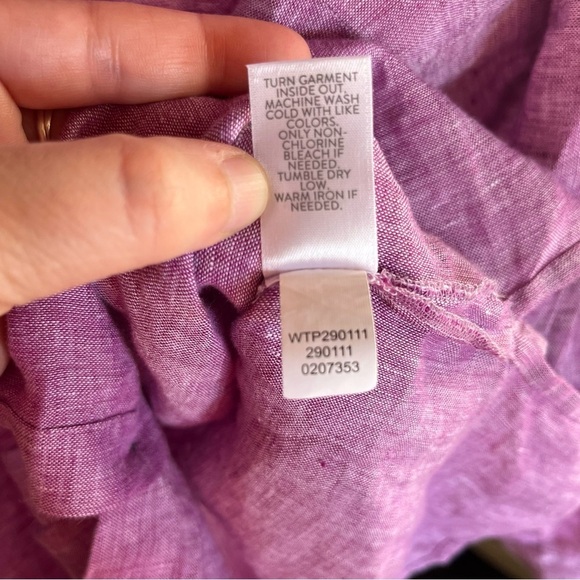 TURN GARMENT
INSIDE OUT.
MACHINE WASH
COLD WITH LIKE
COLORS.
ONLY NON-
CHLORINE
BLEACH IF
NEEDED.
TUMBLE DRY
LOW.
WARM IRON IF
NEEDED.
WTP290111
290111
0207353